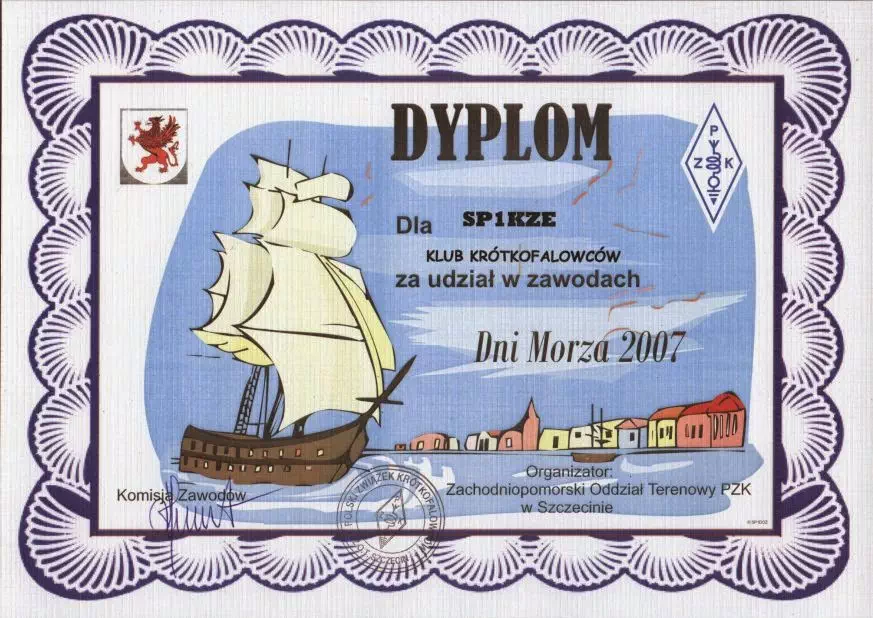 DYPLOM
P
Z K
Dla SP1KZE
KLUB KRÓTKOFALOWCÓW
za udział w zawodach
Dni Morza 2007
Organizator:
Komisja Zawodów
Zachodniopomorski Oddział Terenowy PZK
w Szczecinie
POLSKI ZWIĄZEK KRÓTKOFALOWCÓW